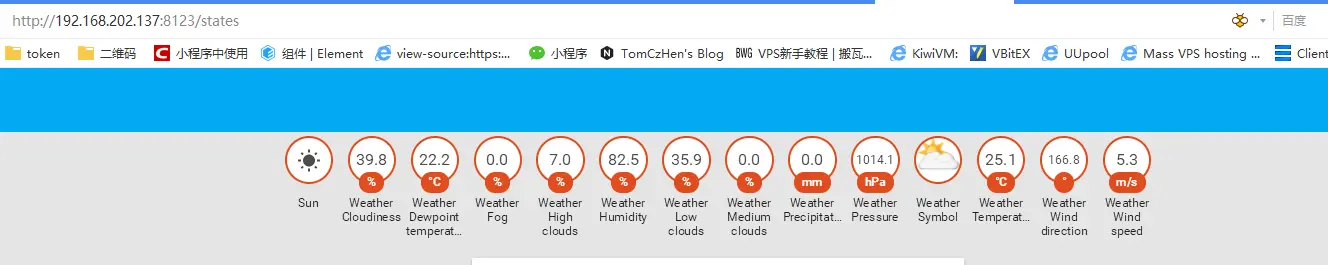 http://192.168.202.137:8123/states 百度
token 二维码 小程序中使用 组件 | Element view-source:https:... 小程序 TomCzHen's Blog BWG VPS新手教程 | 搬瓦... KiwiVM: VBitEX UUpool Mass VPS hosting ... Client
39.8 22.2 0.0 7.0 82.5 35.9 0.0 0.0 1014.1 25.1 166.8 5.3
% °C % % % % % mm hPa °C ° m/s
Sun Weather Weather Weather Weather Weather Weather Weather Weather Weather Weather Weather Weather Weather
Cloudiness Dewpoint Fog High Humidity Low Medium Precipitat... Pressure Symbol Temperat... Wind Wind
temperat... clouds clouds clouds direction speed